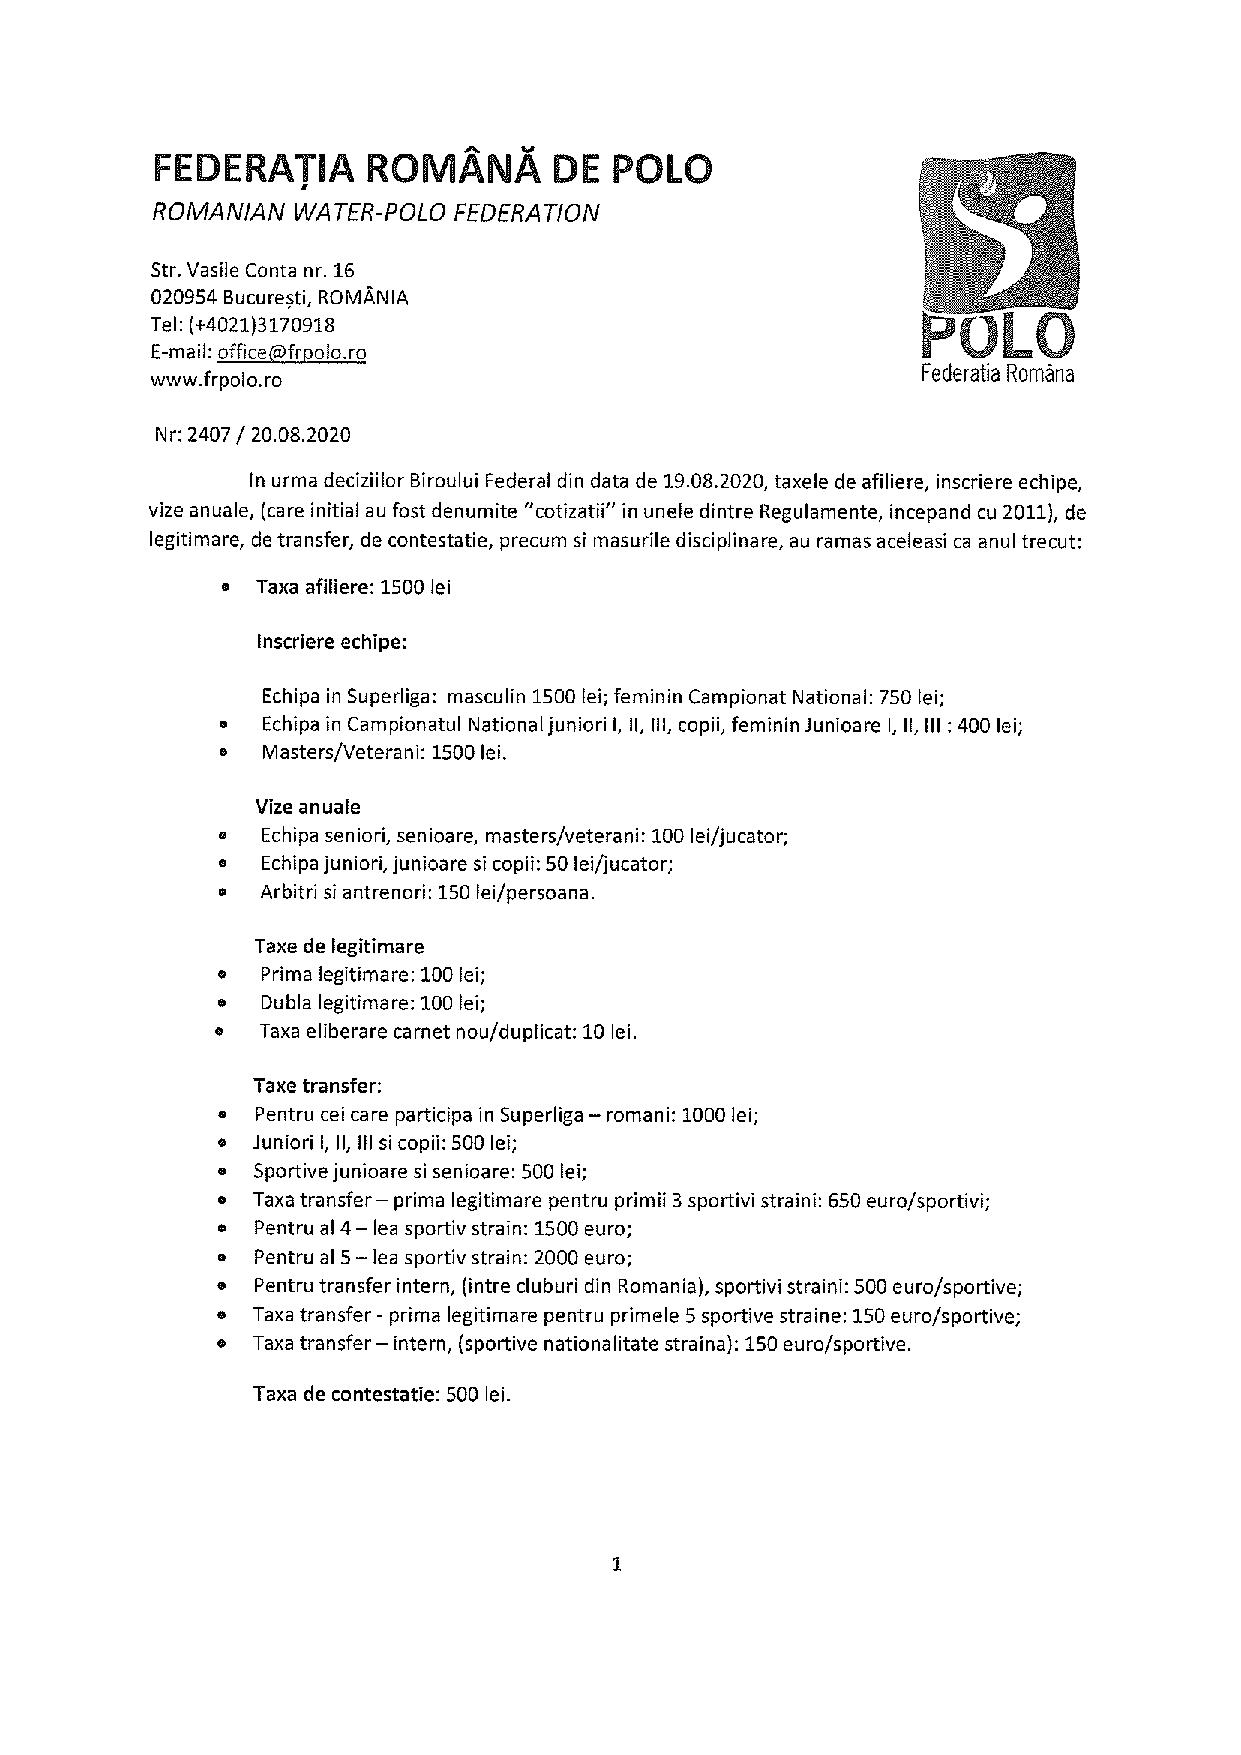 FEDERAȚIA ROMÂNĂ DE POLO
ROMANIAN WATER-POLO FEDERATION
Str. Vasile Conta nr. 16
020954 București, ROMÂNIA
Tel: (+4021)3170918
E-mail: office@frpolo.ro
www.frpolo.ro
POLO
Federatia Româna
Nr: 2407 / 20.08.2020
In urma deciziilor Biroului Federal din data de 19.08.2020, taxele de afiliere, inscriere echipe,
vize anuale, (care initial au fost denumite "cotizatii" in unele dintre Regulamente, incepand cu 2011), de
legitimare, de transfer, de contestatie, precum si masurile disciplinare, au ramas aceleasi ca anul trecut:
• Taxa afiliere: 1500 lei
Inscriere echipe:
Echipa in Superliga: masculin 1500 lei; feminin Campionat National: 750 lei;
• Echipa in Campionatul National juniori I, II, III, copii, feminin Junioare I, II, III : 400 lei;
• Masters/Veterani: 1500 lei.
Vize anuale
• Echipa seniori, senioare, masters/veterani: 100 lei/jucator;
• Echipa juniori, junioare si copii: 50 lei/jucator;
• Arbitri si antrenori: 150 lei/persoana.
Taxe de legitimare
• Prima legitimare: 100 lei;
• Dubla legitimare: 100 lei;
• Taxa eliberare carnet nou/duplicat: 10 lei.
Taxe transfer:
• Pentru cei care participa in Superliga – romani: 1000 lei;
• Juniori I, II, III si copii: 500 lei;
• Sportive junioare si senioare: 500 lei;
• Taxa transfer – prima legitimare pentru primii 3 sportivi straini: 650 euro/sportivi;
• Pentru al 4 – lea sportiv strain: 1500 euro;
• Pentru al 5 – lea sportiv strain: 2000 euro;
• Pentru transfer intern, (intre cluburi din Romania), sportivi straini: 500 euro/sportive;
• Taxa transfer - prima legitimare pentru primele 5 sportive straine: 150 euro/sportive;
• Taxa transfer – intern, (sportive nationalitate straina): 150 euro/sportive.
Taxa de contestatie: 500 lei.
1